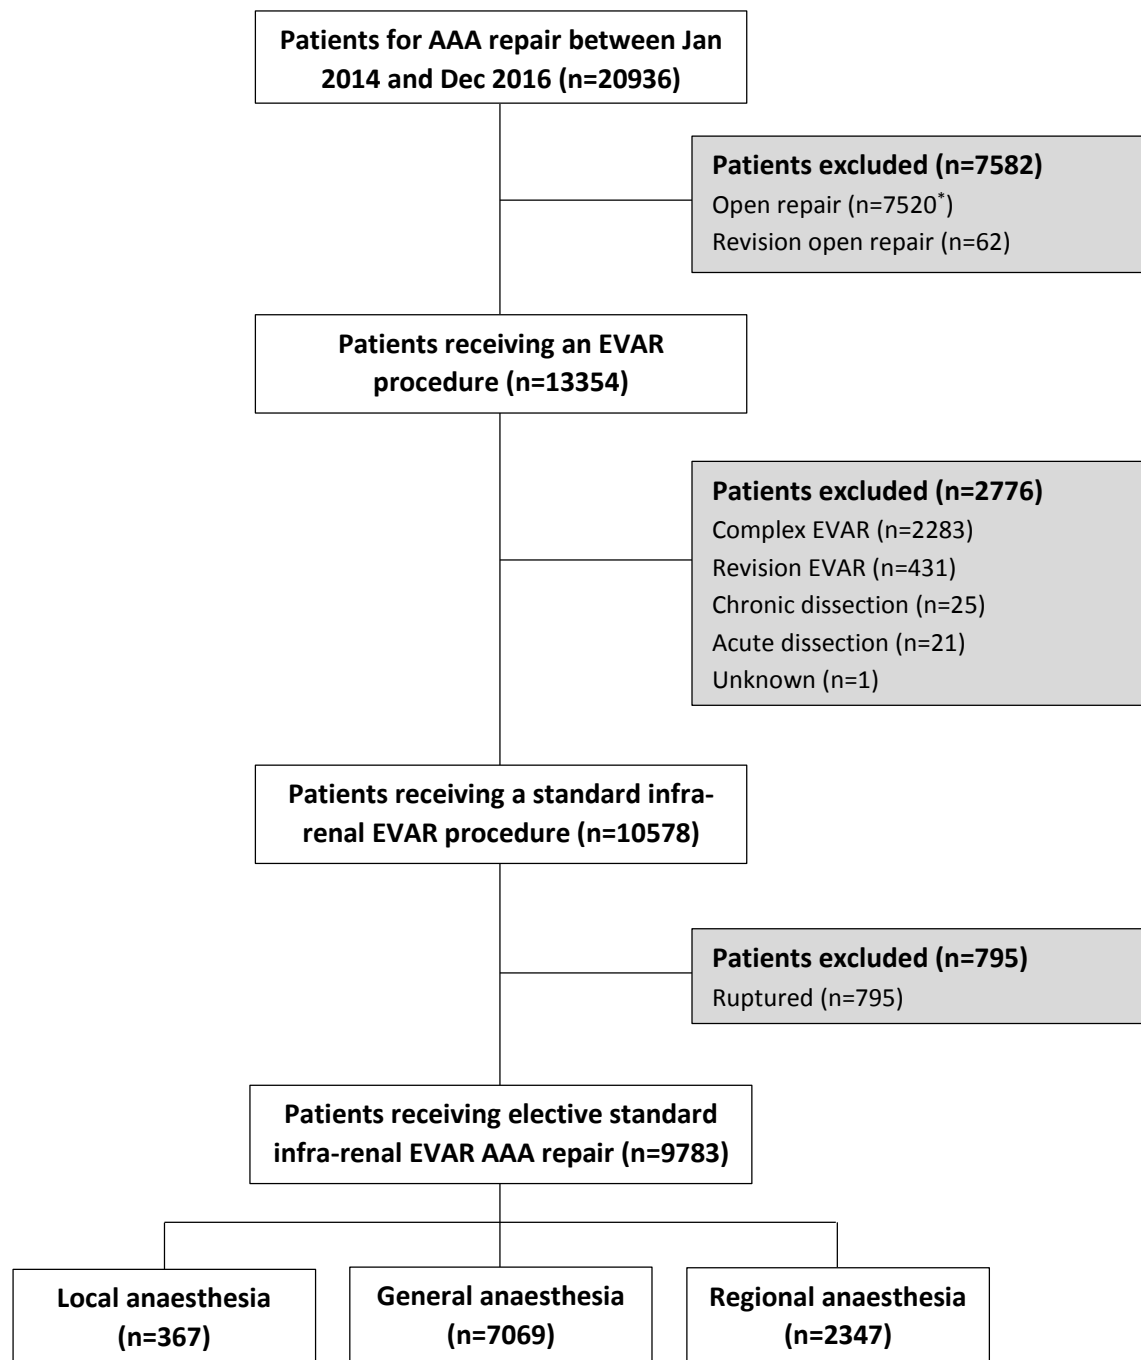 Patients for AAA repair between Jan
2014 and Dec 2016 (n=20936)
Patients excluded (n=7582)
Open repair (n=7520*)
Revision open repair (n=62)
Patients receiving an EVAR
procedure (n=13354)
Patients excluded (n=2776)
Complex EVAR (n=2283)
Revision EVAR (n=431)
Chronic dissection (n=25)
Acute dissection (n=21)
Unknown (n=1)
Patients receiving a standard infra-
renal EVAR procedure (n=10578)
Patients excluded (n=795)
Ruptured (n=795)
Patients receiving elective standard
infra-renal EVAR AAA repair (n=9783)
Local anaesthesia
(n=367)
General anaesthesia
(n=7069)
Regional anaesthesia
(n=2347)